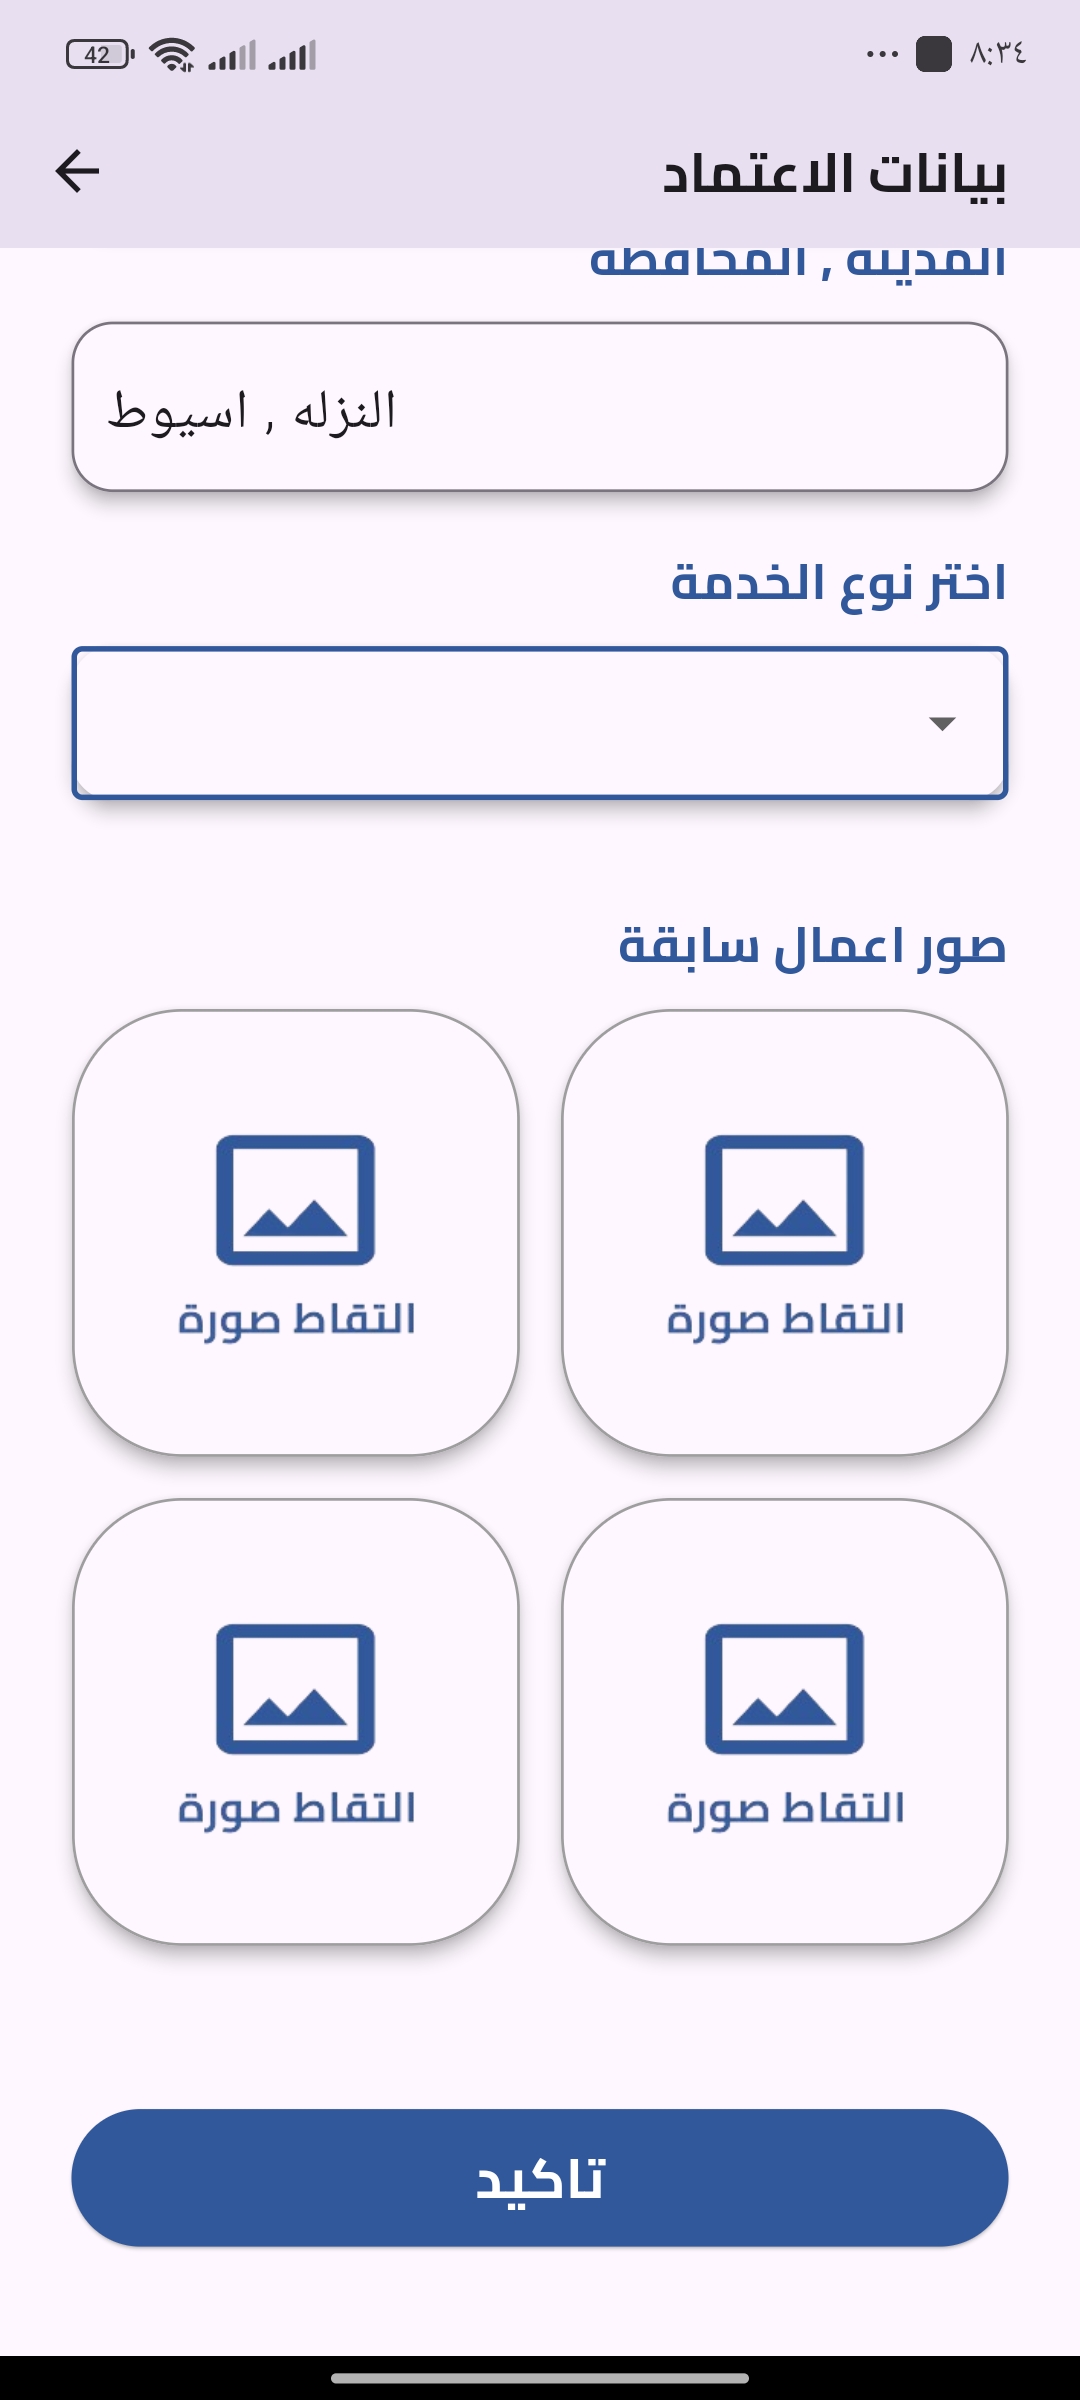 42
٨:٣٤
بيانات الاعتماد
المدينه , المحافظه
النزله , اسيوط
اختر نوع الخدمة
صور اعمال سابقة
التقاط صورة
التقاط صورة
التقاط صورة
التقاط صورة
تاكيد